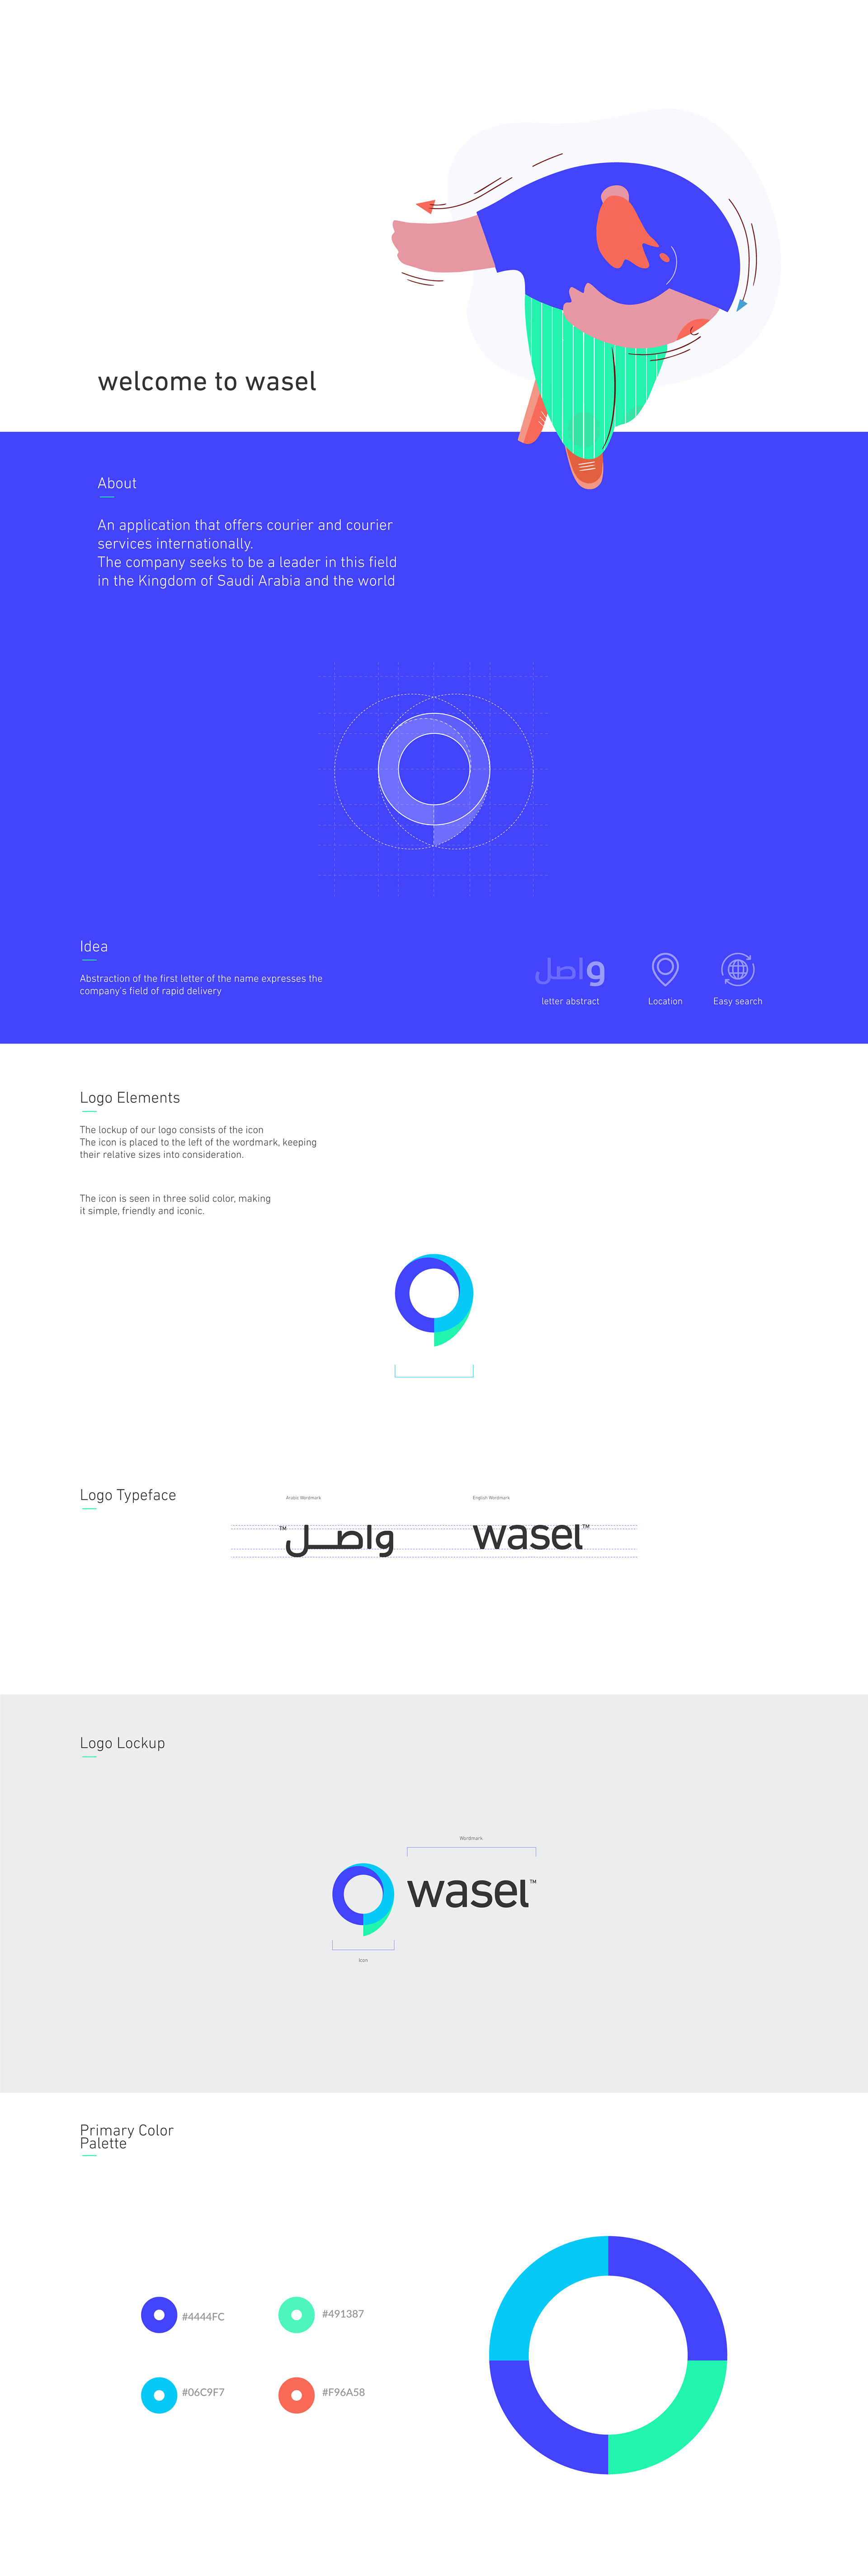 welcome to wasel
About
An application that offers courier and courier
services internationally.
The company seeks to be a leader in this field
in the Kingdom of Saudi Arabia and the world
Idea
Abstraction of the first letter of the name expresses the
company's field of rapid delivery
واصل
letter abstract
Location
Easy search
Logo Elements
The lockup of our logo consists of the icon
The icon is placed to the left of the wordmark, keeping
their relative sizes into consideration.
The icon is seen in three solid color, making
it simple, friendly and iconic.
Logo Typeface
Arabic Wordmark
English Wordmark
واصــل™
wasel™
Logo Lockup
Wordmark
wasel™
Icon
Primary Color
Palette
#4444FC
#491387
#06C9F7
#F96A58